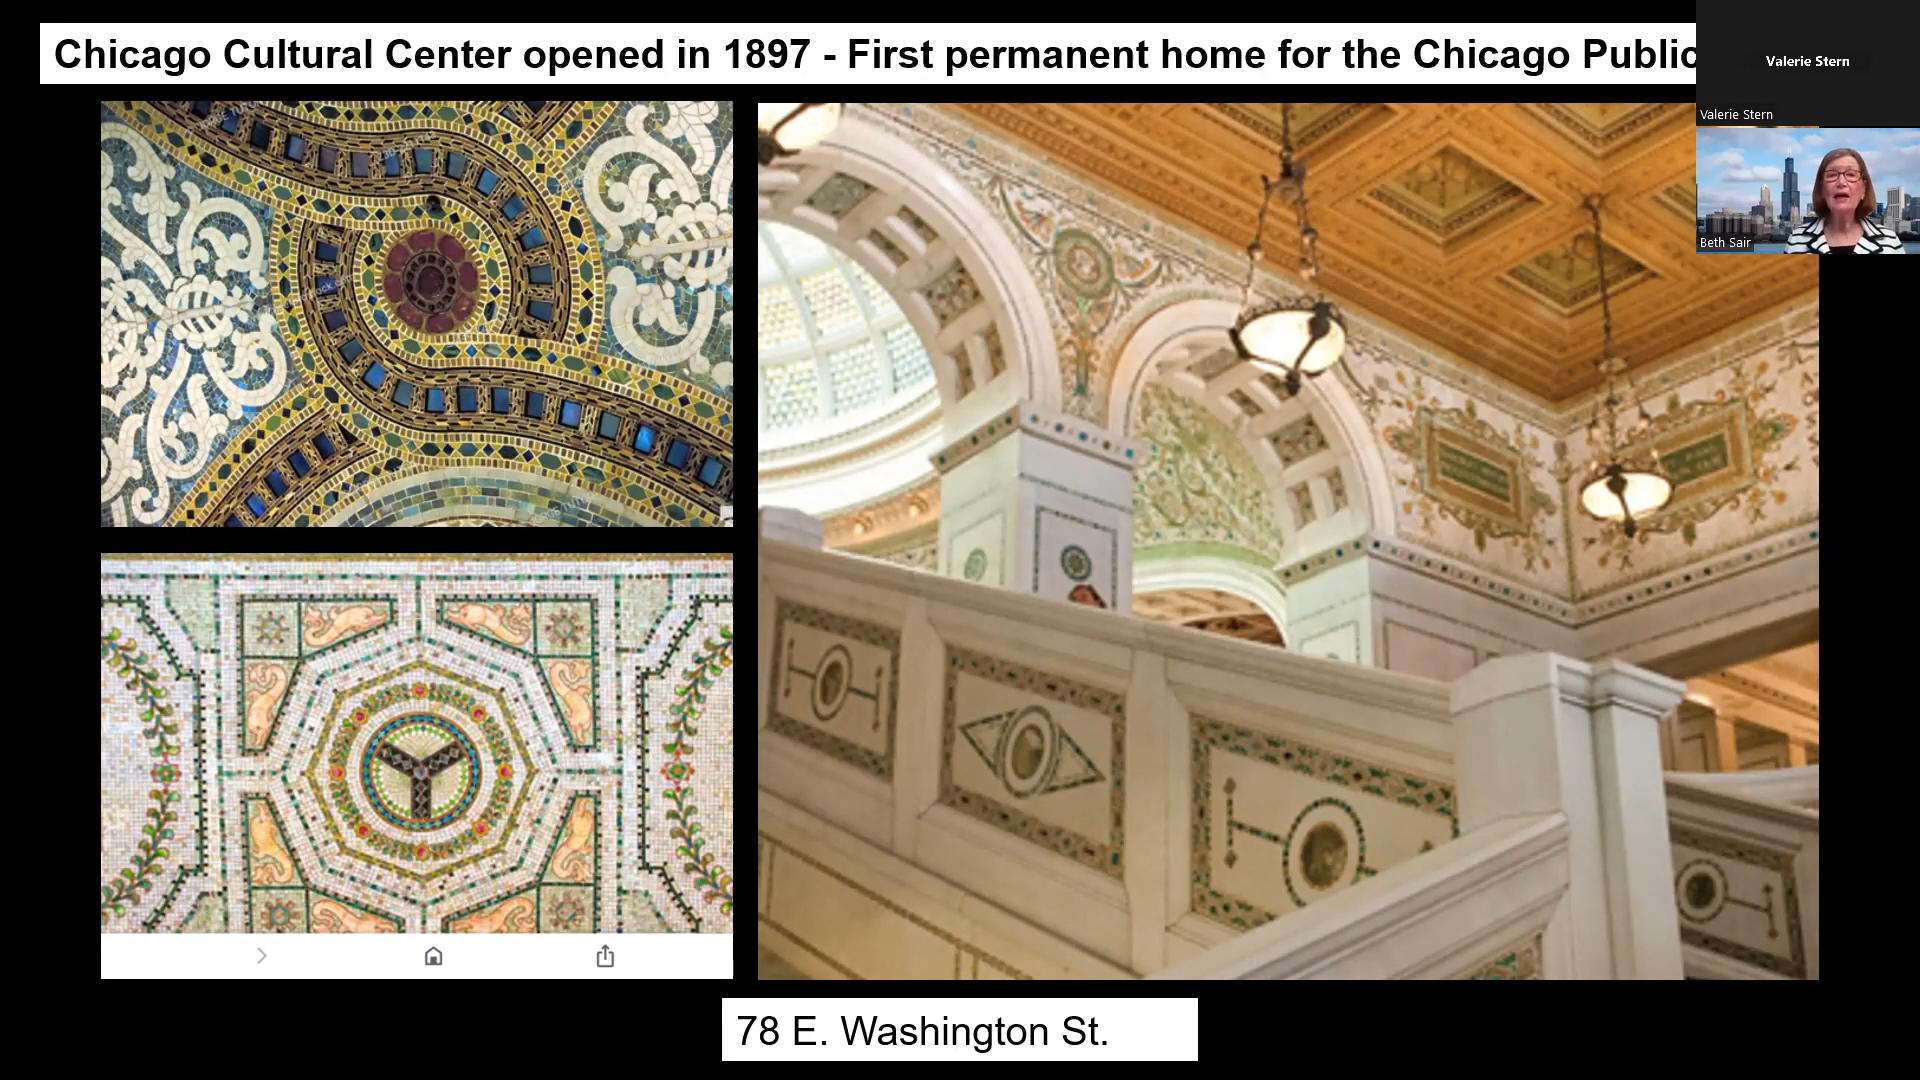 Chicago Cultural Center opened in 1897 - First permanent home for the Chicago Public
Valerie Stern
Valerie Stern
Beth Sair
78 E. Washington St.